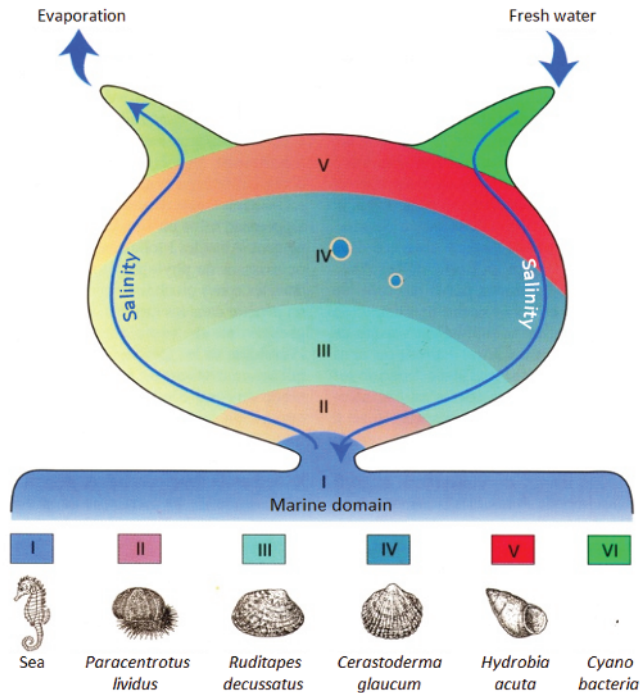 Evaporation
Fresh water
V
IV
Salinity
Salinity
III
II
I
Marine domain
I
II
III
IV
V
VI
Sea
Paracentrotus
lividus
Ruditapes
decussatus
Cerastoderma
glaucum
Hydrobia
acuta
Cyano
bacteria